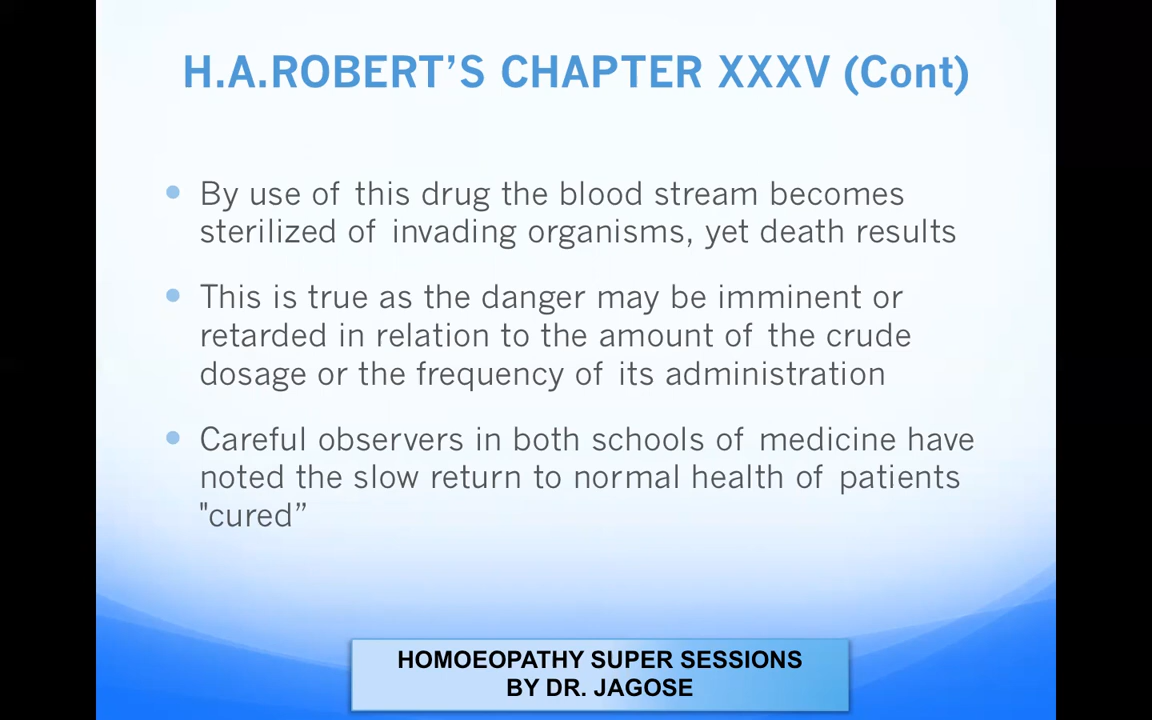 H.A.ROBERT’S CHAPTER XXXV (Cont)
By use of this drug the blood stream becomes
sterilized of invading organisms, yet death results
This is true as the danger may be imminent or
retarded in relation to the amount of the crude
dosage or the frequency of its administration
Careful observers in both schools of medicine have
noted the slow return to normal health of patients
"cured”
HOMOEOPATHY SUPER SESSIONS
BY DR. JAGOSE